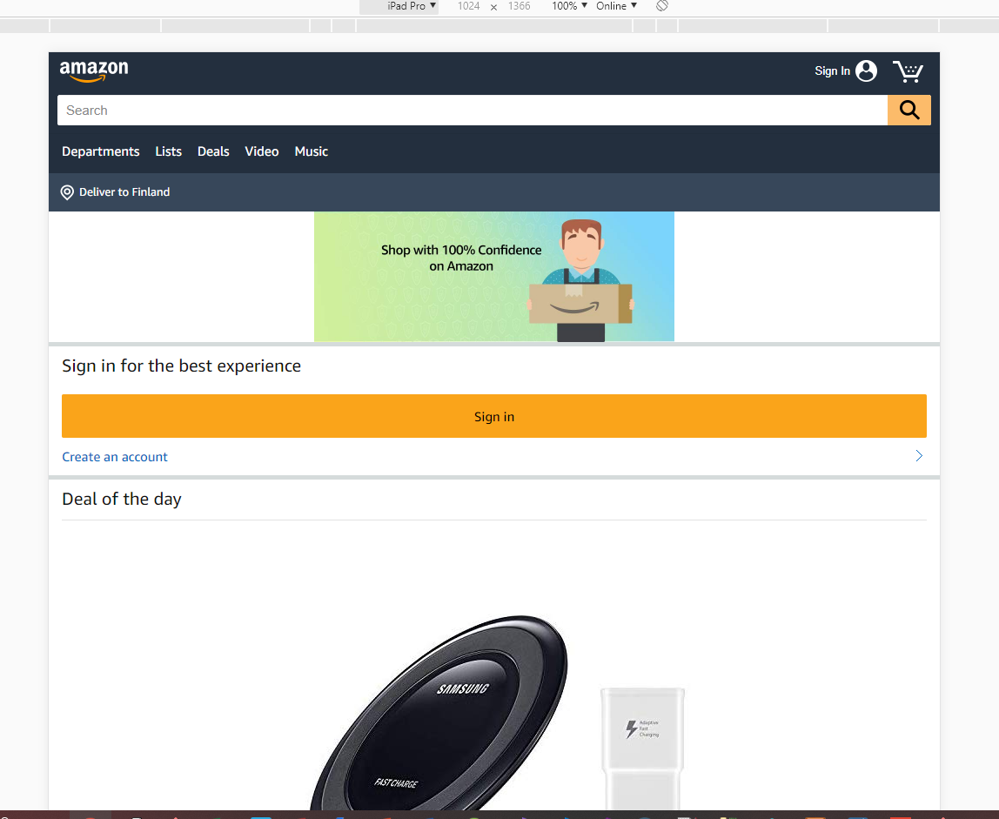 iPad Pro ▼ 1024 × 1366 100% ▼ Online ▼
amazon
Sign In
Search
Departments Lists Deals Video Music
Deliver to Finland
Shop with 100% Confidence
on Amazon
Sign in for the best experience
Sign in
Create an account
Deal of the day
SAMSUNG
FAST CHARGE
Adaptive
Fast
Charging